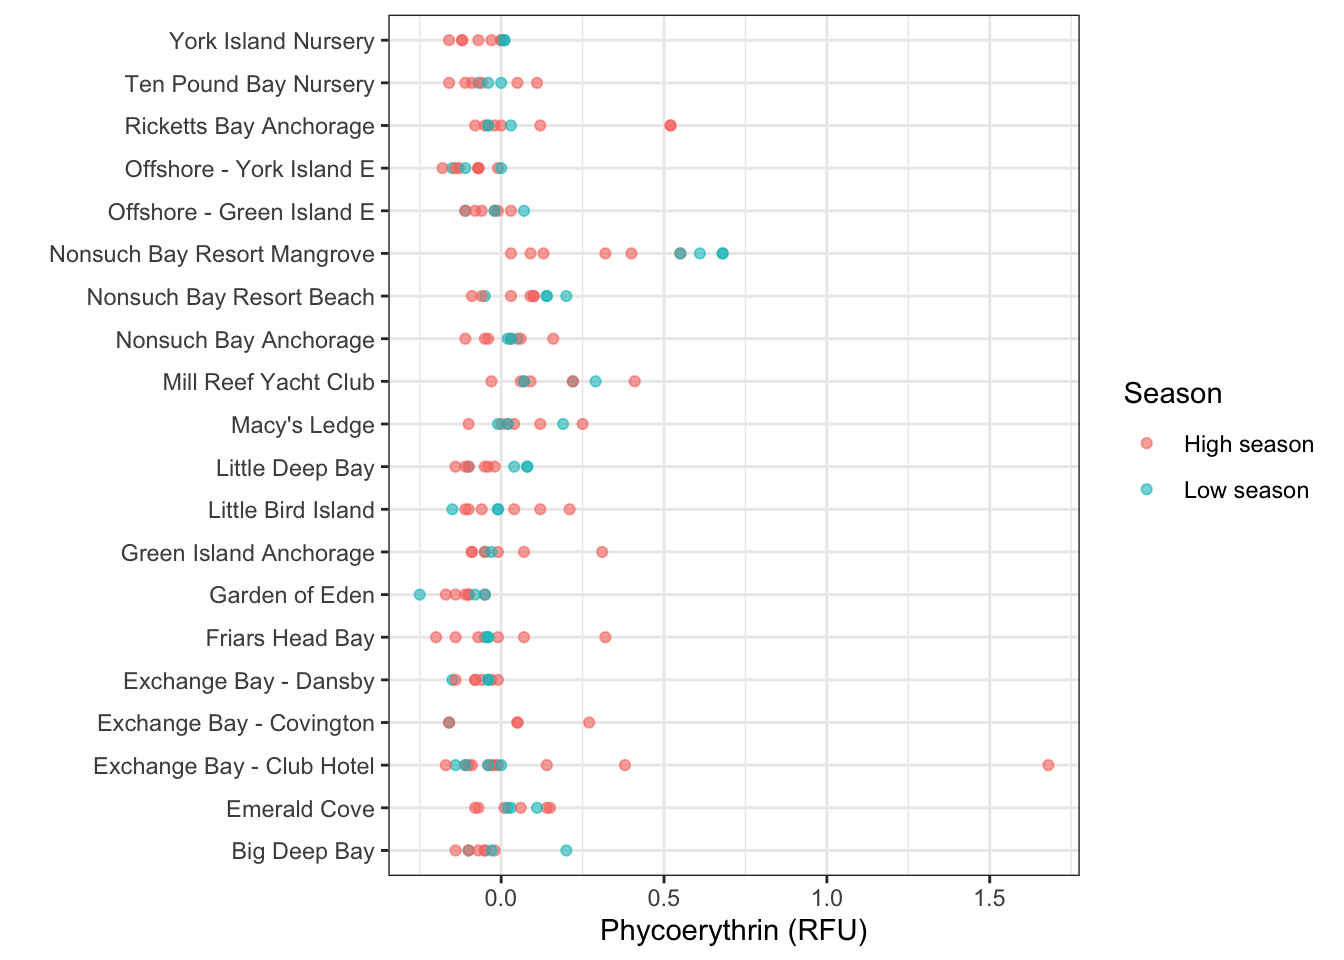 York Island Nursery
Ten Pound Bay Nursery
Ricketts Bay Anchorage
Offshore - York Island E
Offshore - Green Island E
Nonsuch Bay Resort Mangrove
Nonsuch Bay Resort Beach
Nonsuch Bay Anchorage
Mill Reef Yacht Club
Macy's Ledge
Little Deep Bay
Little Bird Island
Green Island Anchorage
Garden of Eden
Friars Head Bay
Exchange Bay - Dansby
Exchange Bay - Covington
Exchange Bay - Club Hotel
Emerald Cove
Big Deep Bay
0.0 0.5 1.0 1.5
Phycoerythrin (RFU)
Season
High season
Low season